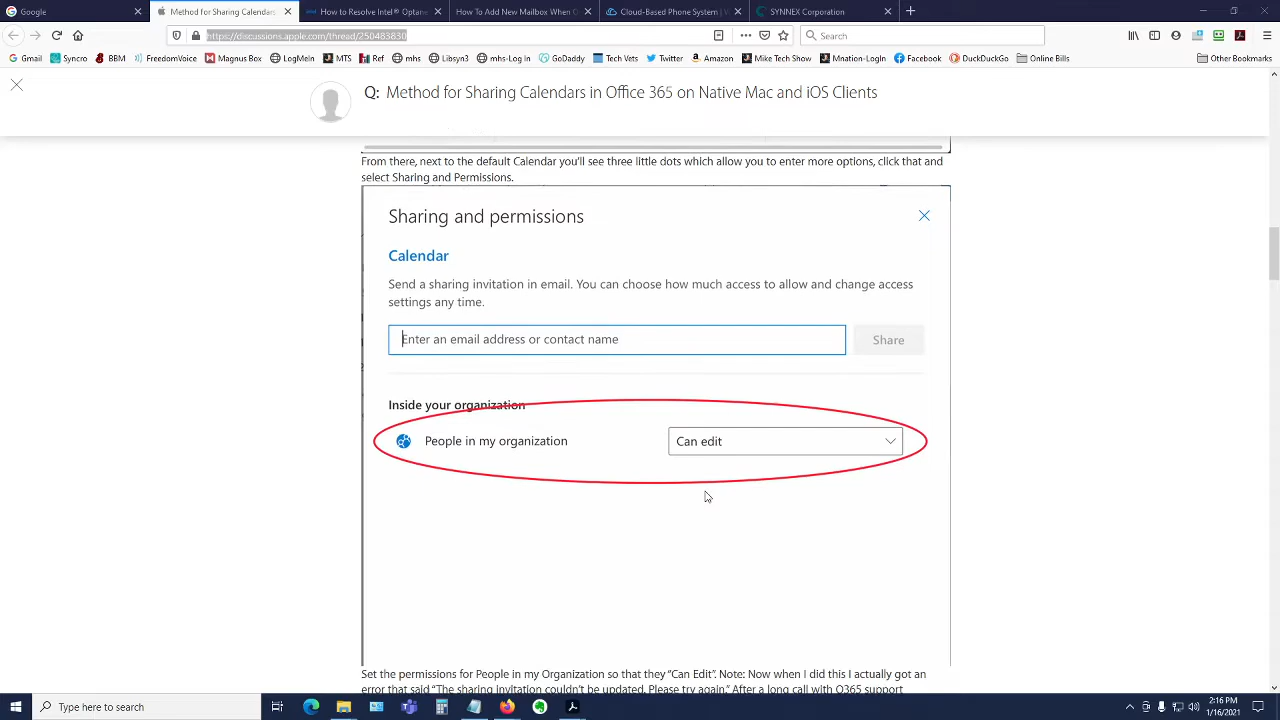 Google
Method for Sharing Calendars
How to Resolve Intel® Optane
How To Add New Mailbox When O
Cloud-Based Phone System | V
SYNNEX Corporation
https://discussions.apple.com/thread/250483830
Search
Gmail
Syncro
BBM
FreedomVoice
Magnus Box
LogMeIn
MTS
Ref
mhs
Libsyn3
mhs-Log In
GoDaddy
Tech Vets
Twitter
Amazon
Mike Tech Show
Mnation-LogIn
Facebook
DuckDuckGo
Online Bills
Other Bookmarks
Q: Method for Sharing Calendars in Office 365 on Native Mac and iOS Clients
From there, next to the default Calendar you'll see three little dots which allow you to enter more options, click that and
select Sharing and Permissions.
Sharing and permissions
Calendar
Send a sharing invitation in email. You can choose how much access to allow and change access
settings any time.
Enter an email address or contact name
Share
Inside your organization
People in my organization
Can edit
Set the permissions for People in my Organization so that they "Can Edit". Note: Now when I did this I actually got an
error that said "The sharing invitation couldn't be updated. Please try again." After a long call with O365 support
Type here to search
2:16 PM
1/16/2021